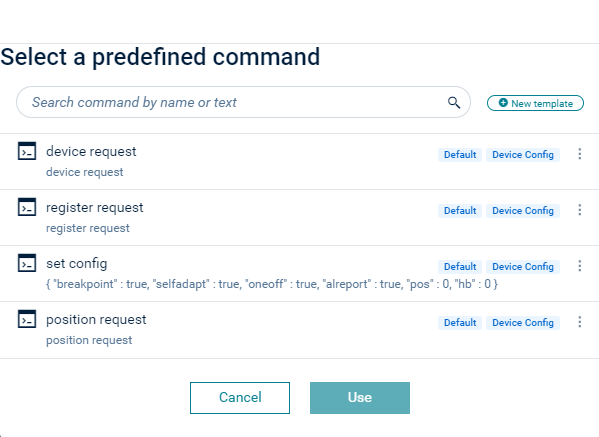 Select a predefined command
Search command by name or text
New template
device request
Default Device Config
device request
register request
Default Device Config
register request
set config
Default Device Config
{ "breakpoint" : true, "selfadapt" : true, "oneoff" : true, "alreport" : true, "pos" : 0, "hb" : 0 }
position request
Default Device Config
position request
Cancel Use